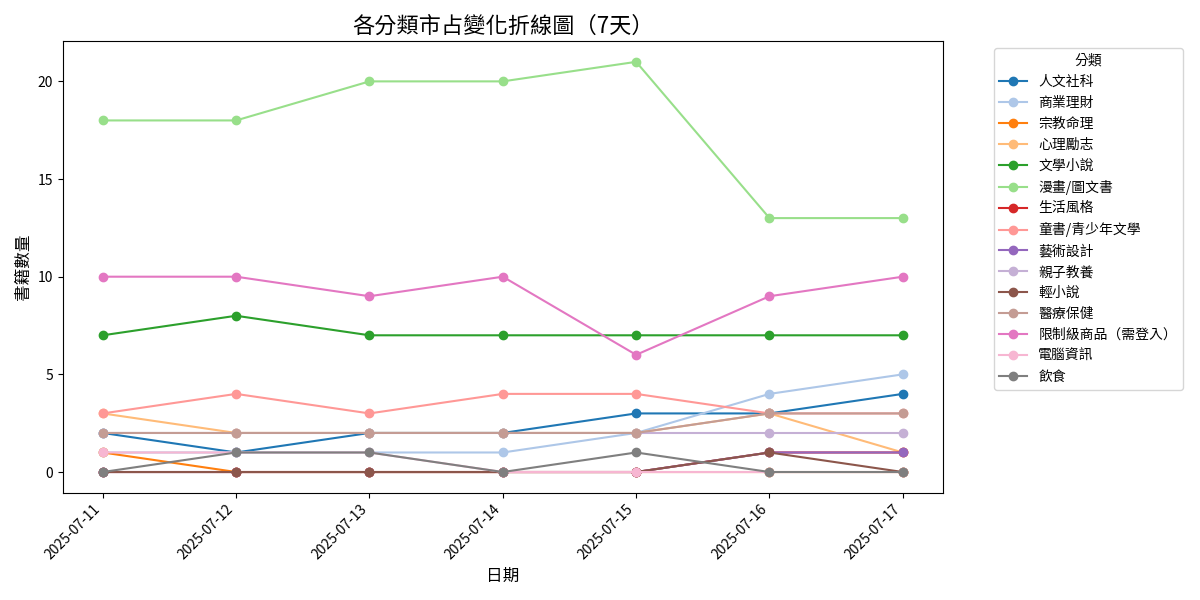 各分類市占變化折線圖（7天）
書籍數量
20
15
10
5
0
2025-07-11
2025-07-12
2025-07-13
2025-07-14
2025-07-15
2025-07-16
2025-07-17
日期
分類
人文社科
商業理財
宗教命理
心理勵志
文學小說
漫畫/圖文書
生活風格
童書/青少年文學
藝術設計
親子教養
輕小說
醫療保健
限制級商品（需登入）
電腦資訊
飲食